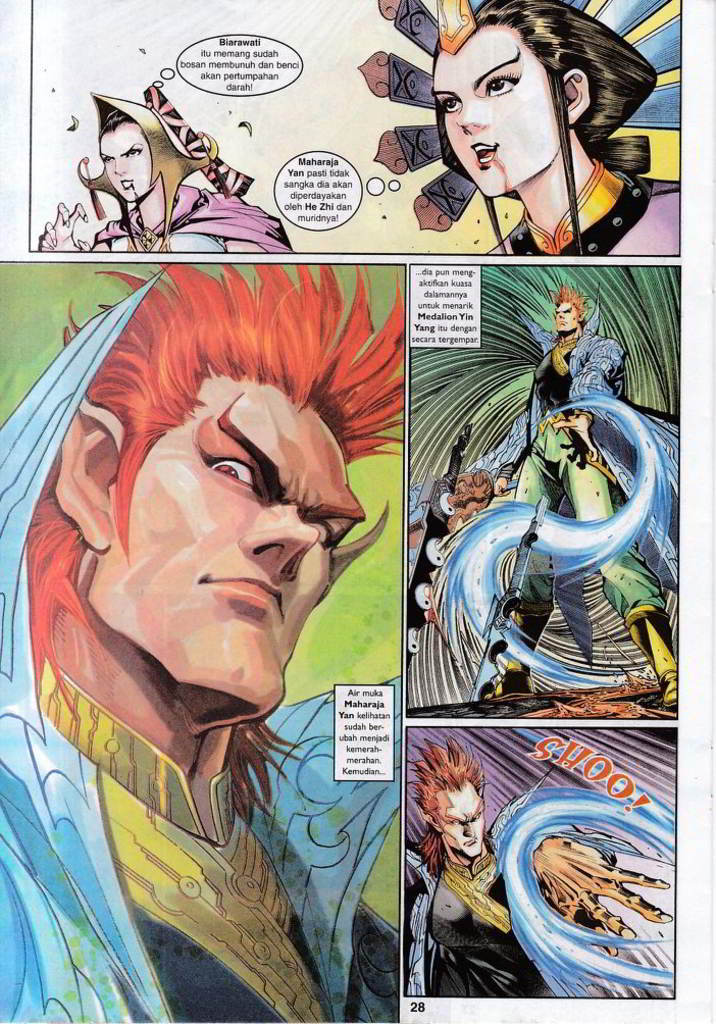 Biarawati
itu memang sudah
bosan membunuh dan benci
akan pertumpahan
darah!
Maharaja
Yan pasti tidak
sangka dia akan
diperdayakan
oleh He Zhi dan
muridnya!
Air muka
Maharaja
Yan kelihatan
sudah ber-
ubah menjadi
kemerah-
merahan.
Kemudian...
...dia pun meng-
aktifkan kuasa
dalamannya
untuk menarik
Medalion Yin
Yang itu dengan
secara tergempar.
SHOO!
28